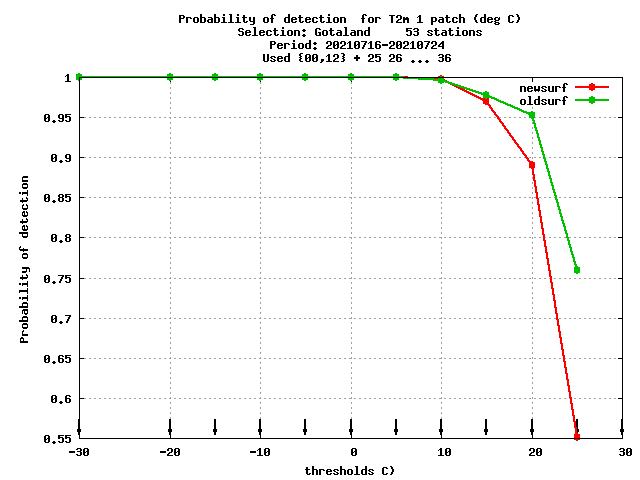 Probability of detection  for T2m 1 patch (deg C)
Selection: Gotaland     53 stations
Period: 20210716-20210724
Used {00,12} + 25 26 ... 36
newsurf
oldsurf
1
0.95
0.9
0.85
0.8
0.75
0.7
0.65
0.6
0.55
Probability of detection
-30 -20 -10 0 10 20 30
thresholds C)